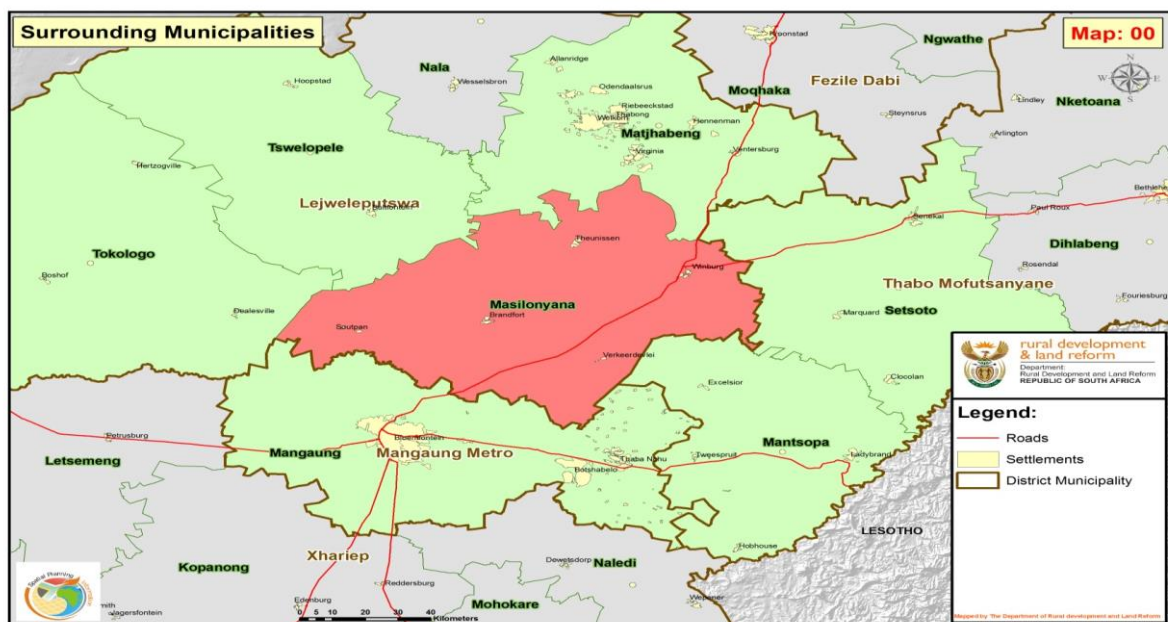 Surrounding Municipalities
Map: 00
Kroonstad
Ngwathe
Nala
Allanridge
Fezile Dabi
Hoopstad
Wesselsbron
Odendaalsrus
Moqhaka
Nketoana
Lindley
Riebeeckstad
Thabong
Welkom
Hennenman
Steynsrus
Matjhabeng
Arlington
Tswelopele
Virginia
Ventersburg
Hertzogville
Bethlehem
Lejweleputswa
Paul Roux
Senekal
Theunissen
Dihlabeng
Tokologo
Winburg
Rosendal
Boshof
Thabo Mofutsanyane
Fouriesburg
Masilonyana
Setsoto
Dealesville
Brandfort
Marquard
Soutpan
Verkeerdevlei
Excelsior
Clocolan
rural development
& land reform
Department:
Rural Development and Land Reform
REPUBLIC OF SOUTH AFRICA
Legend:
Roads
Settlements
District Municipality
Petrusburg
Bloemfontein
Mantsopa
Letsemeng
Mangaung
Mangaung Metro
Thaba Nchu
Tweespruit
Ladybrand
Botshabelo
LESOTHO
Hobhouse
Xhariep
Kopanong
Dewetsdorp
Naledi
Reddersburg
Mohokare
Wepener
Edenburg
Jagersfontein
Spatial Planning
0 5 10 20 30 40
Kilometers
Mapped by The Department of Rural development and Land Reform